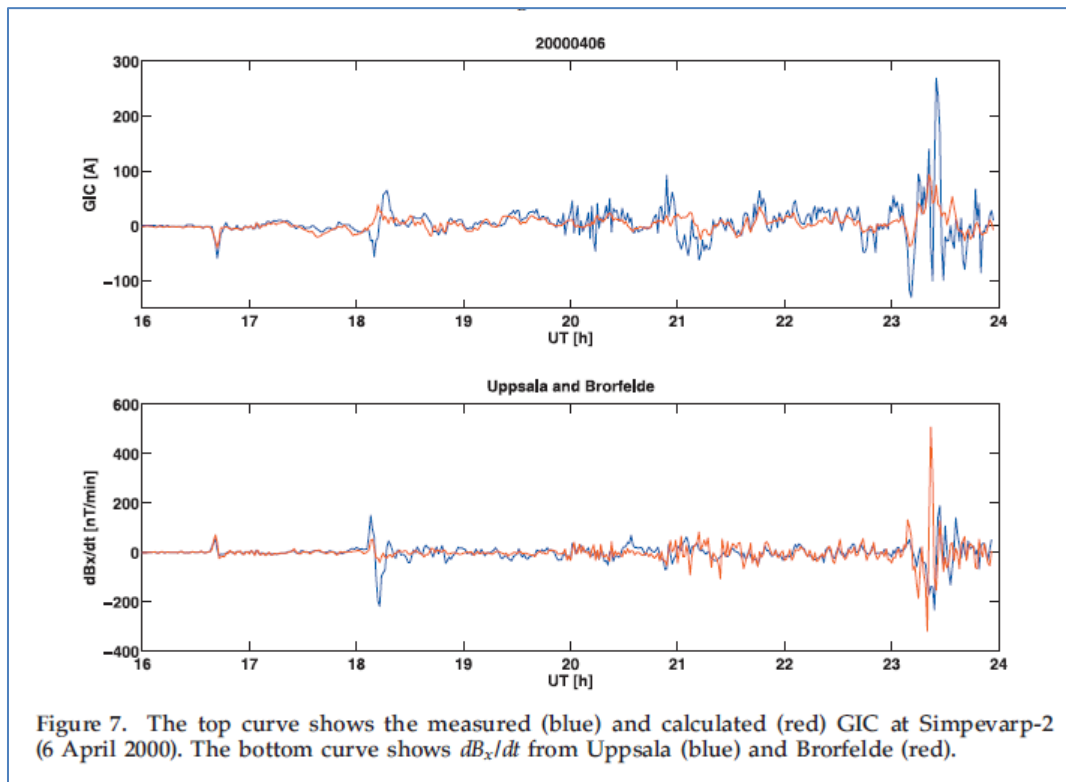 20000406
300
200
100
0
−100
GIC [A]
16 17 18 19 20 21 22 23 24
UT [h]
Uppsala and Brorfelde
600
400
200
0
−200
−400
dBx/dt [nT/min]
16 17 18 19 20 21 22 23 24
UT [h]
Figure 7. The top curve shows the measured (blue) and calculated (red) GIC at Simpevarp-2
(6 April 2000). The bottom curve shows dBx/dt from Uppsala (blue) and Brorfelde (red).